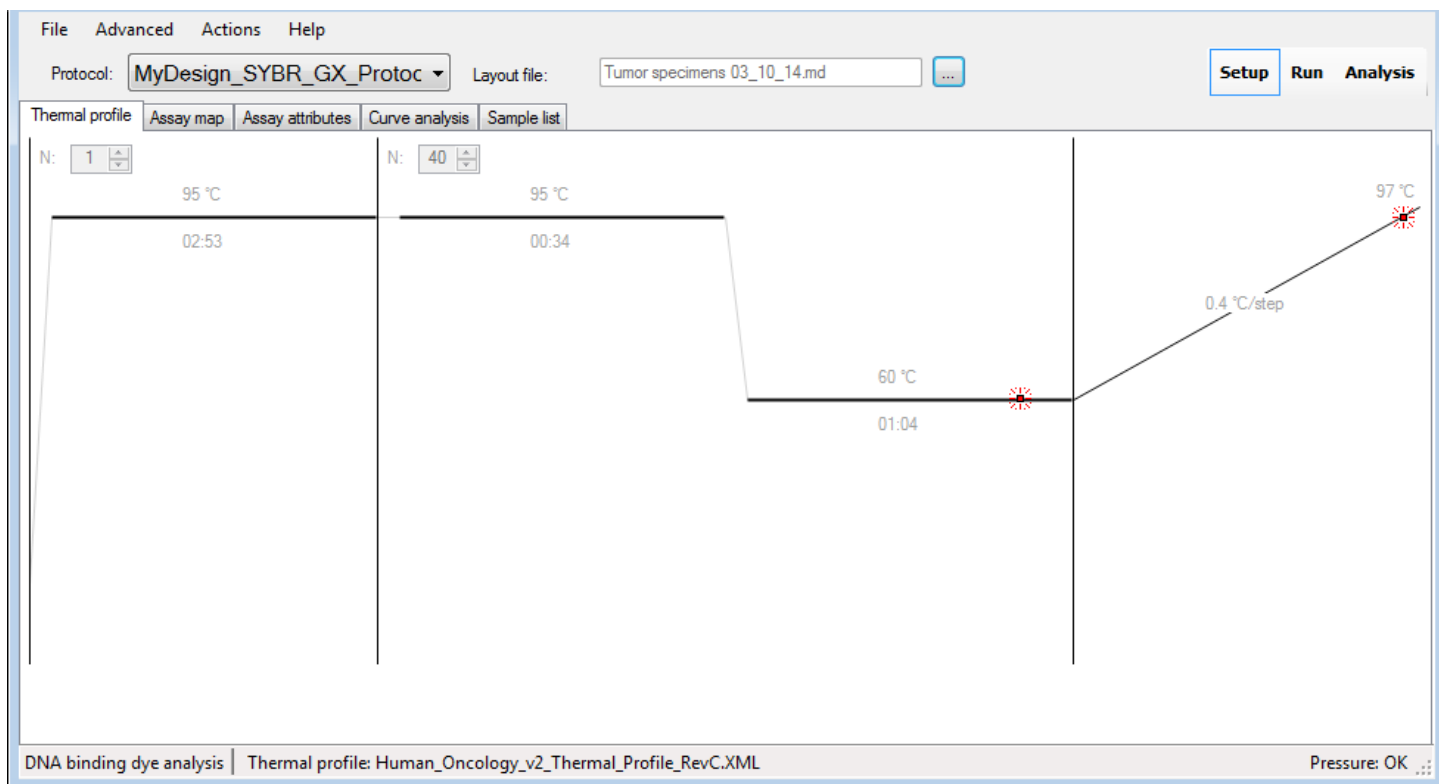 File Advanced Actions Help
Protocol: MyDesign_SYBR_GX_Protoc Layout file: Tumor specimens 03_10_14.md ... Setup Run Analysis
Thermal profile Assay map Assay attributes Curve analysis Sample list
N: 1 N: 40
95 °C 95 °C 97 °C
02:53 00:34
0.4 °C/step
60 °C
01:04
DNA binding dye analysis Thermal profile: Human_Oncology_v2_Thermal_Profile_RevC.XML Pressure: OK